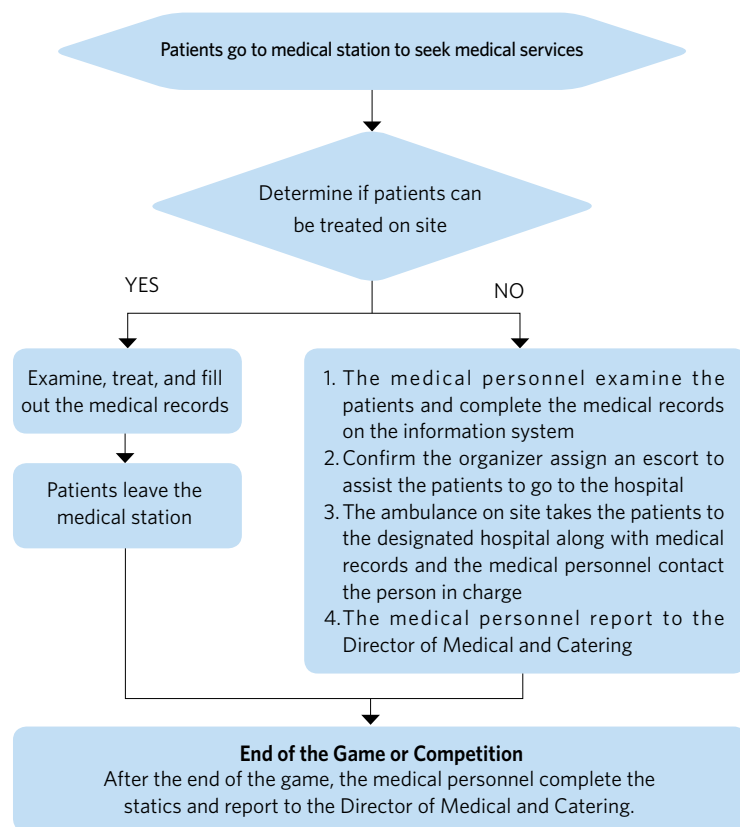 Patients go to medical station to seek medical services
Determine if patients can
be treated on site
YES
NO
Examine, treat, and fill
out the medical records
Patients leave the
medical station
1. The medical personnel examine the
patients and complete the medical records
on the information system
2. Confirm the organizer assign an escort to
assist the patients to go to the hospital
3. The ambulance on site takes the patients to
the designated hospital along with medical
records and the medical personnel contact
the person in charge
4. The medical personnel report to the
Director of Medical and Catering
End of the Game or Competition
After the end of the game, the medical personnel complete the
statics and report to the Director of Medical and Catering.